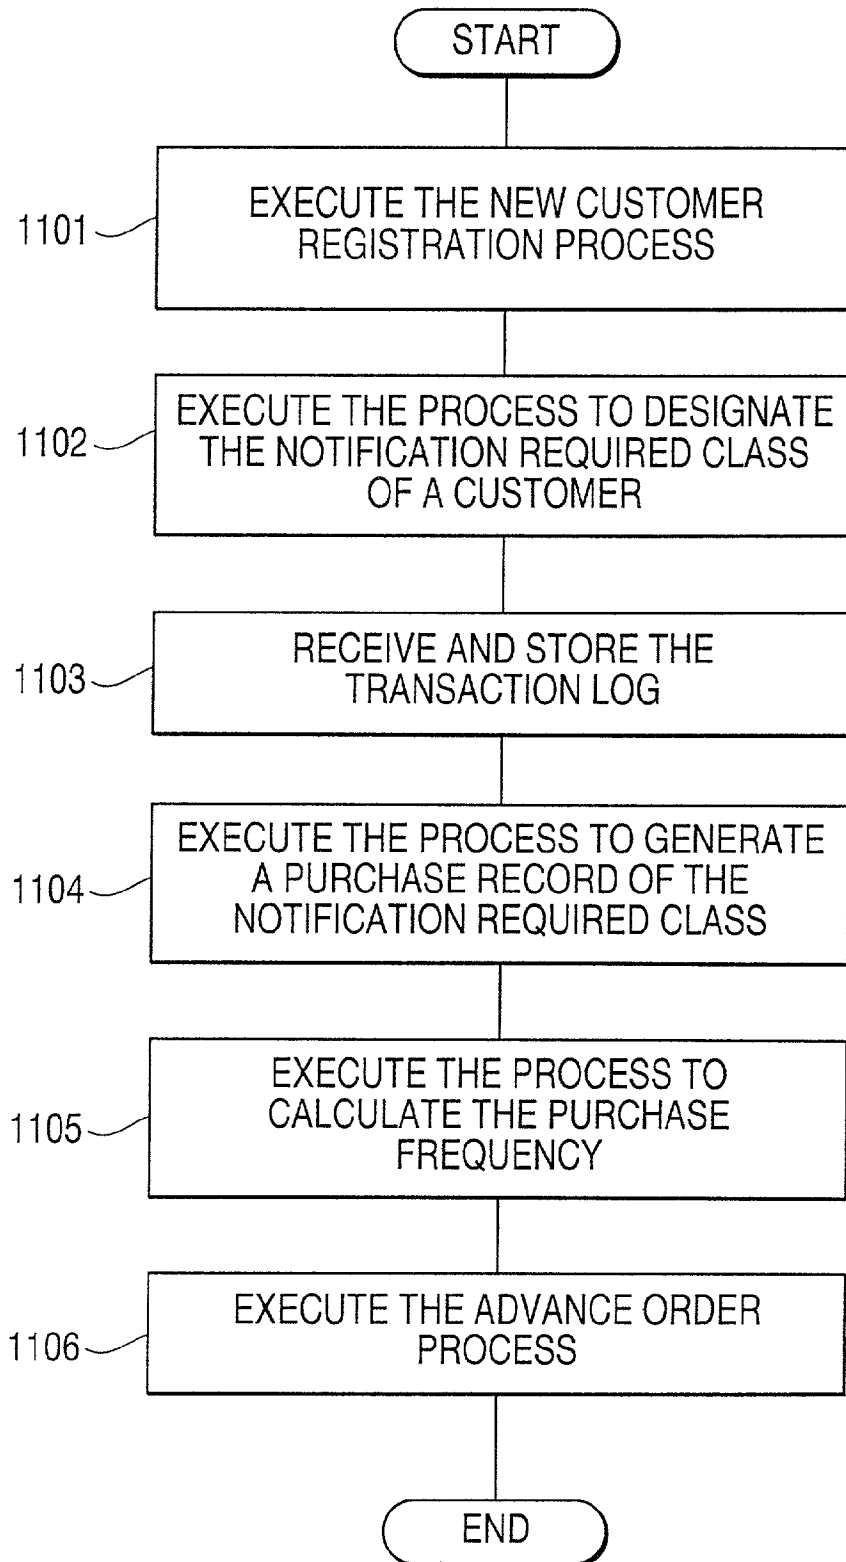 START
1101
EXECUTE THE NEW CUSTOMER
REGISTRATION PROCESS
1102
EXECUTE THE PROCESS TO DESIGNATE
THE NOTIFICATION REQUIRED CLASS
OF A CUSTOMER
1103
RECEIVE AND STORE THE
TRANSACTION LOG
1104
EXECUTE THE PROCESS TO GENERATE
A PURCHASE RECORD OF THE
NOTIFICATION REQUIRED CLASS
1105
EXECUTE THE PROCESS TO
CALCULATE THE PURCHASE
FREQUENCY
1106
EXECUTE THE ADVANCE ORDER
PROCESS
END